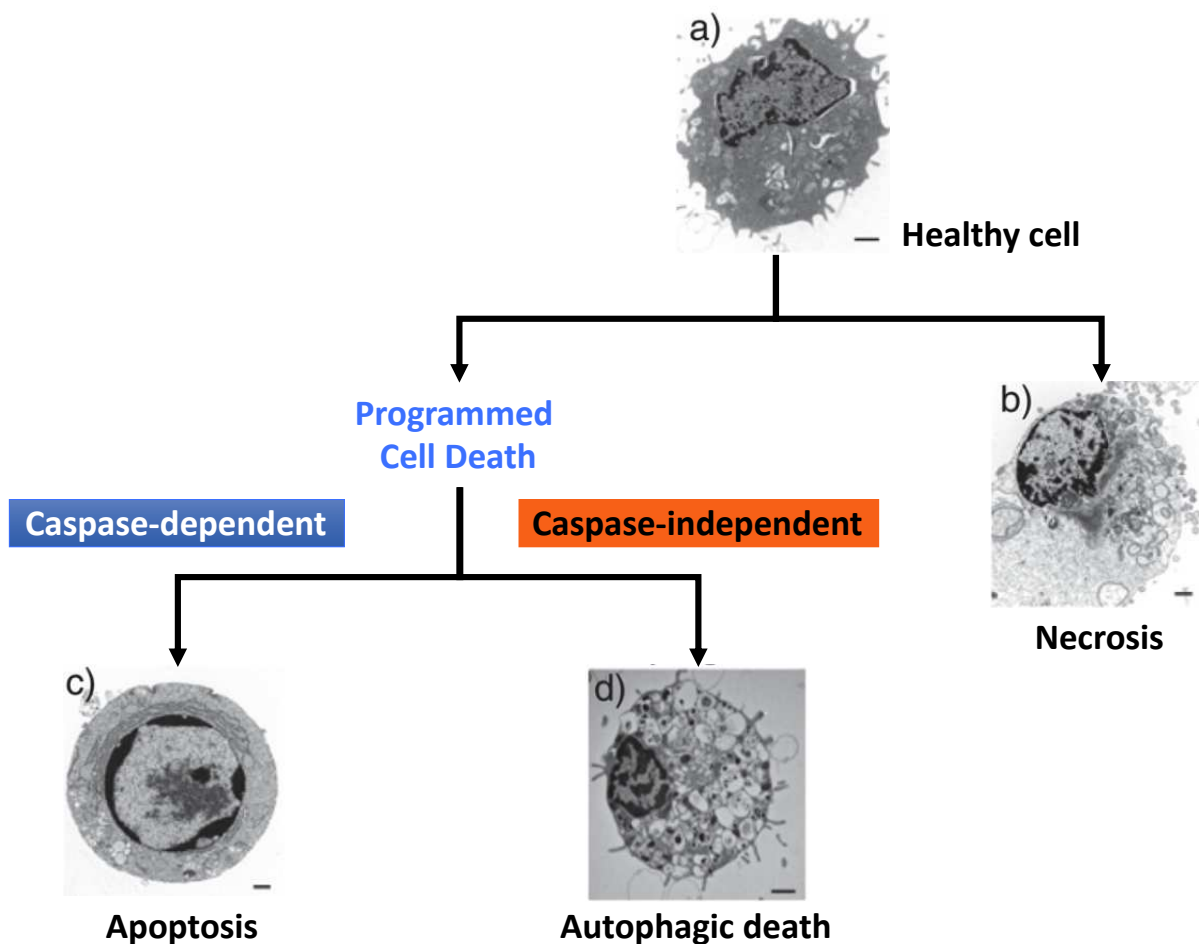 a)
Healthy cell
Programmed
Cell Death
b)
Caspase-dependent
Caspase-independent
Necrosis
c)
d)
Apoptosis
Autophagic death